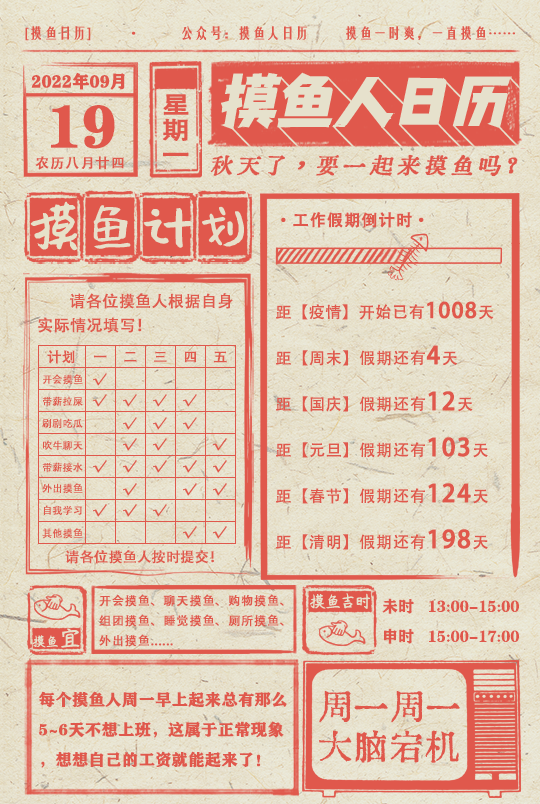 [摸鱼日历] · 公众号：摸鱼人日历 摸鱼一时爽，一直摸鱼……
2022年09月
19
农历八月廿四
星期一
摸鱼人日历
秋天了，要一起来摸鱼吗？
摸鱼计划
请各位摸鱼人根据自身
实际情况填写！
计划 一 二 三 四 五
开会摸鱼 ✓
带薪拉屎 ✓ ✓ ✓ ✓
刷剧吃瓜 ✓ ✓ ✓
吹牛聊天 ✓ ✓ ✓
带薪接水 ✓ ✓ ✓ ✓ ✓
外出摸鱼 ✓ ✓ ✓
自我学习 ✓ ✓ ✓
其他摸鱼 ✓ ✓
请各位摸鱼人按时提交！
·工作假期倒计时·
距【疫情】开始已有1008天
距【周末】假期还有4天
距【国庆】假期还有12天
距【元旦】假期还有103天
距【春节】假期还有124天
距【清明】假期还有198天
摸鱼宜
开会摸鱼、聊天摸鱼、购物摸鱼、
组团摸鱼、睡觉摸鱼、厕所摸鱼、
外出摸鱼……
摸鱼吉时
未时 13:00-15:00
申时 15:00-17:00
每个摸鱼人周一早上起来总有那么
5~6天不想上班，这属于正常现象
，想想自己的工资就能起来了！
周一周一
大脑宕机